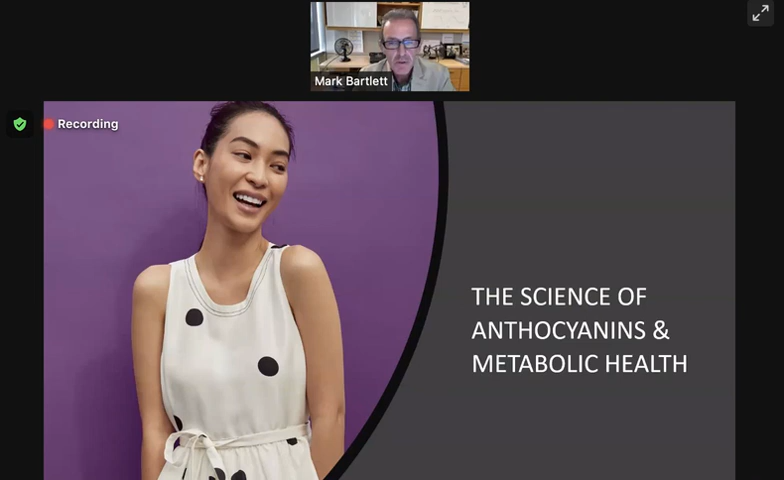 Mark Bartlett
Recording
THE SCIENCE OF
ANTHOCYANINS &
METABOLIC HEALTH